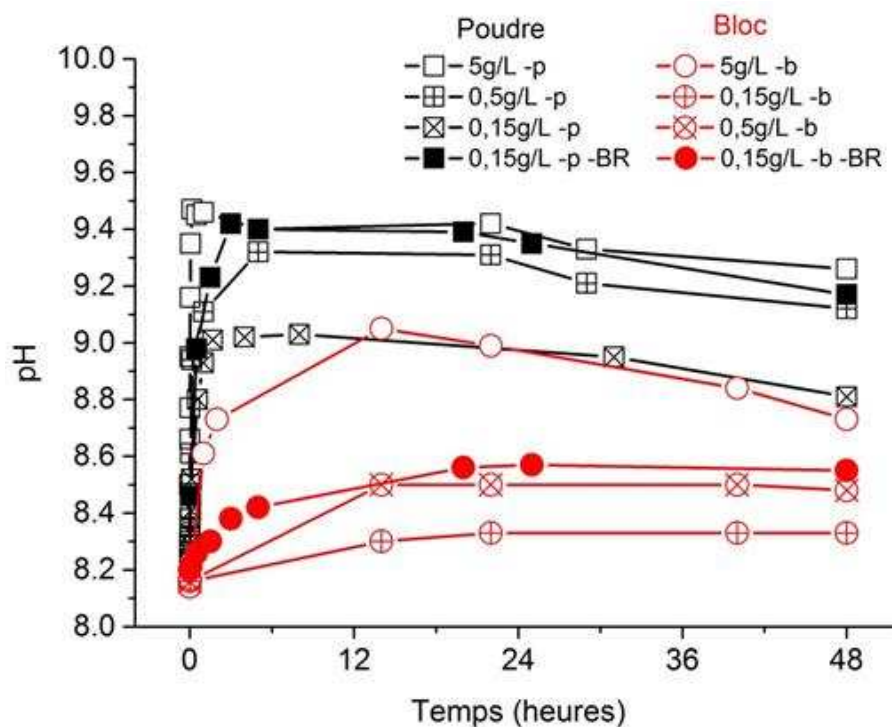 Poudre Bloc
5g/L -p 5g/L -b
0,5g/L -p 0,15g/L -b
0,15g/L -p 0,5g/L -b
0,15g/L -p -BR 0,15g/L -b -BR
10.0
9.8
9.6
9.4
9.2
9.0
8.8
8.6
8.4
8.2
8.0
pH
0 12 24 36 48
Temps (heures)